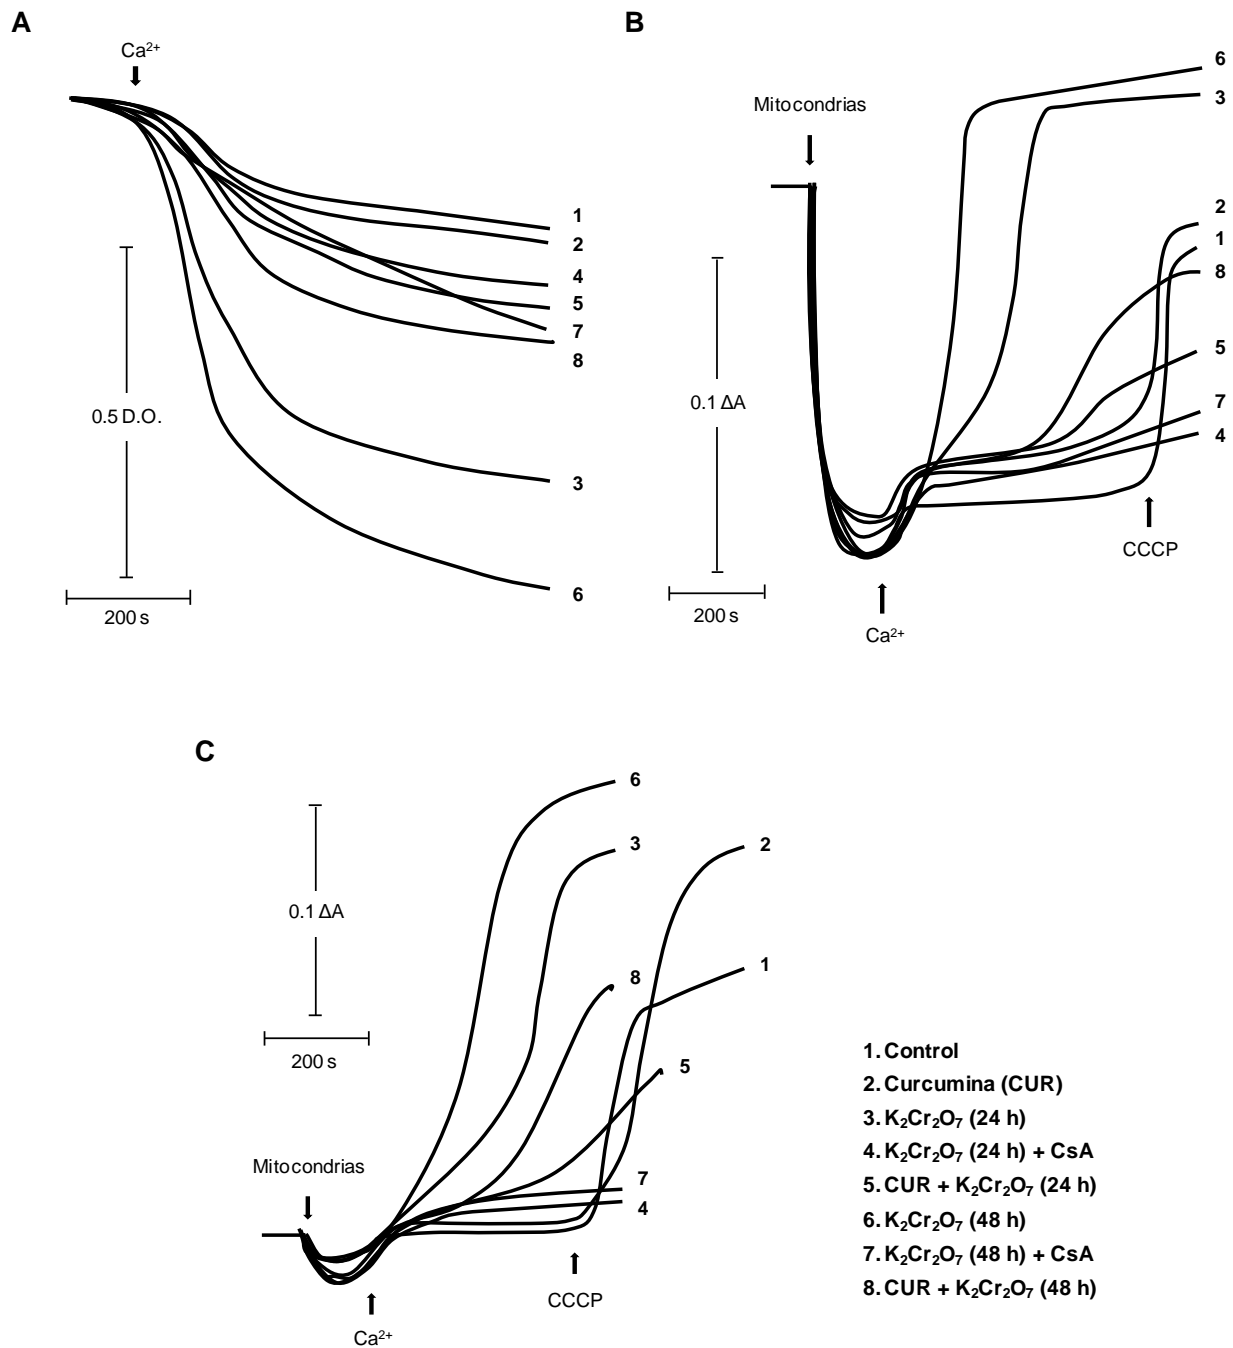 A
Ca²⁺
1
2
4
5
7
8
3
6
0.5 D.O.
200 s
B
Mitocondrias
6
3
2
1
8
5
7
4
0.1 ΔA
200 s
CCCP
Ca²⁺
C
6
3
2
8
1
5
7
4
0.1 ΔA
200 s
Mitocondrias
CCCP
Ca²⁺
1. Control
2. Curcumina (CUR)
3. K₂Cr₂O₇ (24 h)
4. K₂Cr₂O₇ (24 h) + CsA
5. CUR + K₂Cr₂O₇ (24 h)
6. K₂Cr₂O₇ (48 h)
7. K₂Cr₂O₇ (48 h) + CsA
8. CUR + K₂Cr₂O₇ (48 h)